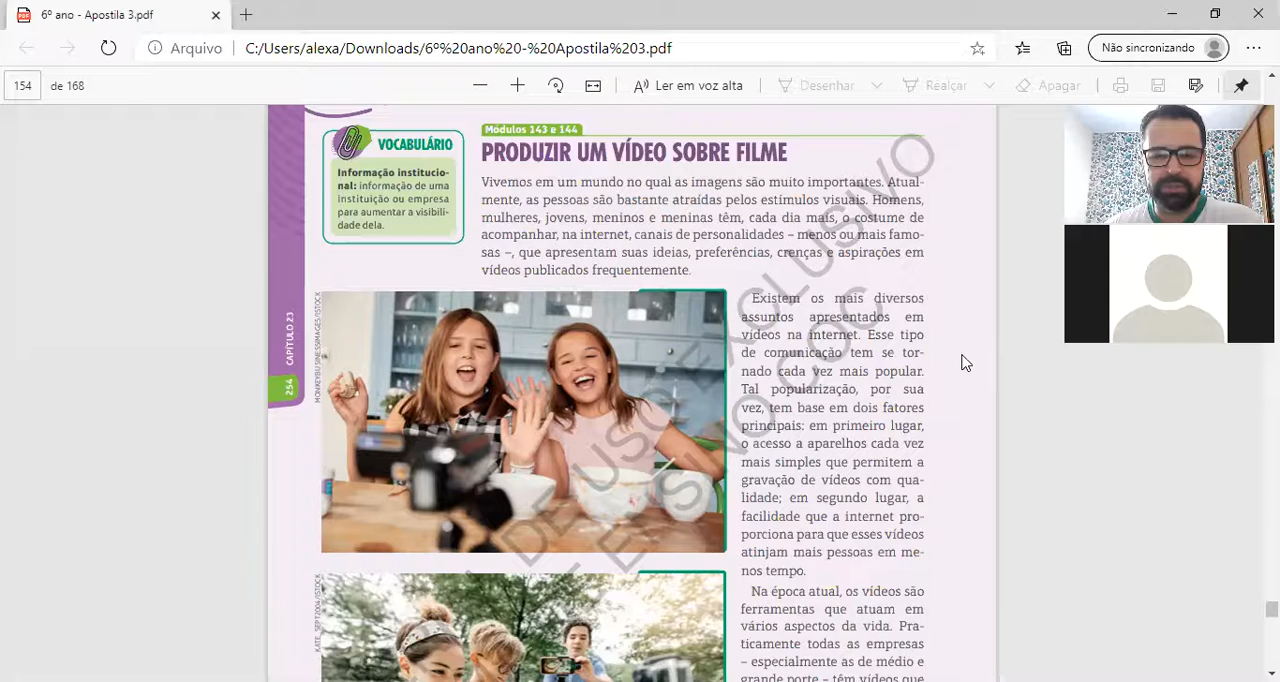 6º ano - Apostila 3.pdf
Arquivo
C:/Users/alexa/Downloads/6º%20ano%20-%20Apostila%203.pdf
Não sincronizando
154
de 168
Ler em voz alta
Desenhar
Realçar
Apagar
VOCABULÁRIO
Informação institucio-
nal: informação de uma
instituição ou empresa
para aumentar a visibili-
dade dela.
Módulos 143 e 144
PRODUZIR UM VÍDEO SOBRE FILME
Vivemos em um mundo no qual as imagens são muito importantes. Atual-
mente, as pessoas são bastante atraídas pelos estímulos visuais. Homens,
mulheres, jovens, meninos e meninas têm, cada dia mais, o costume de
acompanhar, na internet, canais de personalidades – menos ou mais famo-
sas –, que apresentam suas ideias, preferências, crenças e aspirações em
vídeos publicados frequentemente.
CAPÍTULO 23
254
MONKEYBUSINESSIMAGES/ISTOCK
Existem os mais diversos
assuntos apresentados em
vídeos na internet. Esse tipo
de comunicação tem se tor-
nado cada vez mais popular.
Tal popularização, por sua
vez, tem base em dois fatores
principais: em primeiro lugar,
o acesso a aparelhos cada vez
mais simples que permitem a
gravação de vídeos com qua-
lidade; em segundo lugar, a
facilidade que a internet pro-
porciona para que esses vídeos
atinjam mais pessoas em me-
nos tempo.
KATE_SEPT2004/ISTOCK
Na época atual, os vídeos são
ferramentas que atuam em
vários aspectos da vida. Pra-
ticamente todas as empresas
– especialmente as de médio e
grande porte – têm vídeos que
DE USO EXCLUSIVO
ENSINO COC